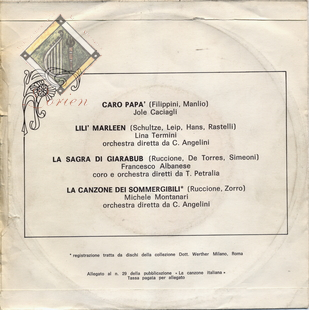 orien
CARO PAPA' (Filippini, Manlio)
Jole Caciagli
LILI' MARLEEN (Schultze, Leip, Hans, Rastelli)
Lina Termini
orchestra diretta da C. Angelini
LA SAGRA DI GIARABUB (Ruccione, De Torres, Simeoni)
Francesco Albanese
coro e orchestra diretti da T. Petralia
LA CANZONE DEI SOMMERGIBILI* (Ruccione, Zorro)
Michele Montanari
orchestra diretta da C. Angelini
* registrazione tratta da dischi della collezione Dott. Werther Milano, Roma
Allegato al n. 29 della pubblicazione « La canzone italiana »
Tassa pagata per allegato